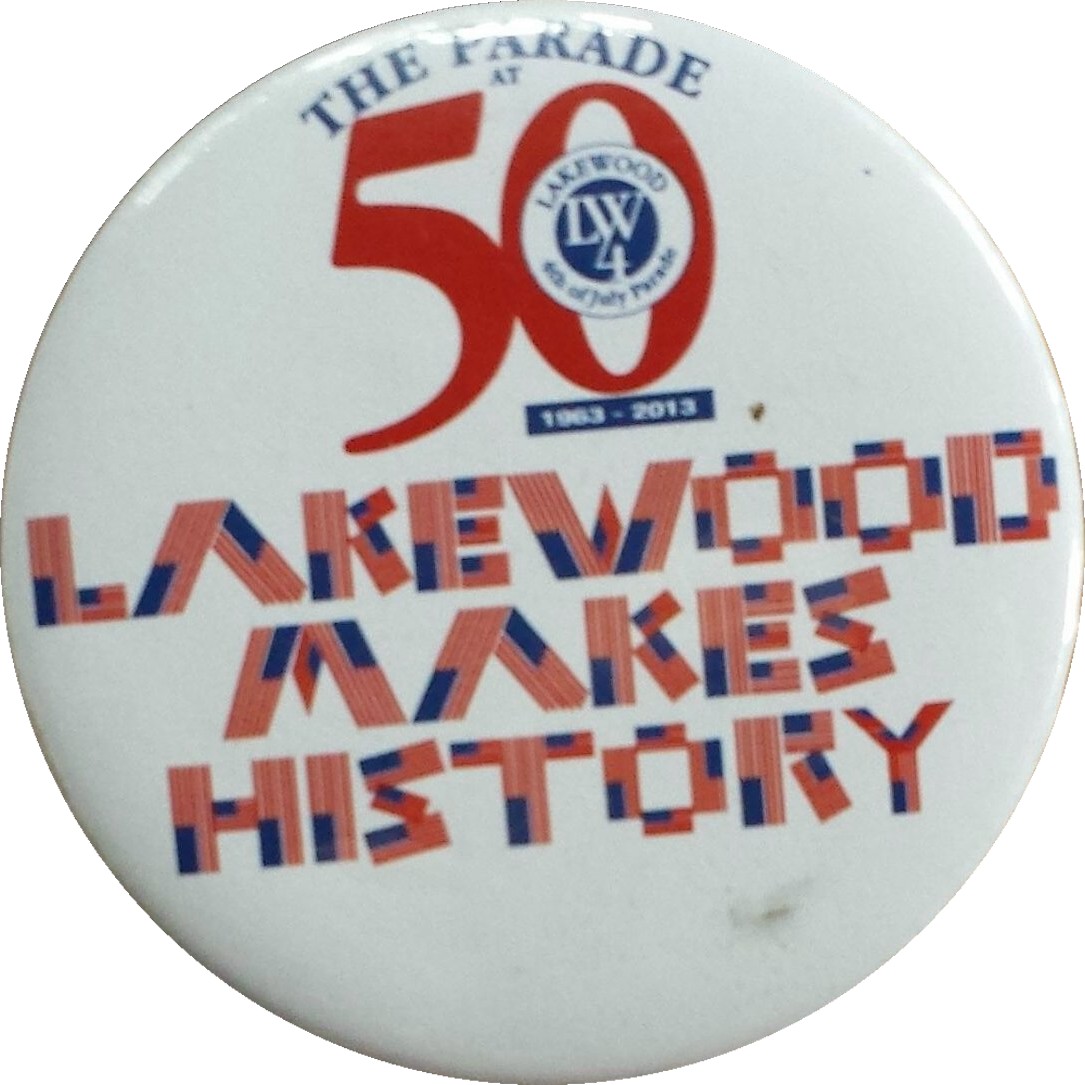 THE PARADE
AT
50
LAKEWOOD
LW
4
4th of July Parade
1963 - 2013
LAKEWOOD
MAKES
HISTORY